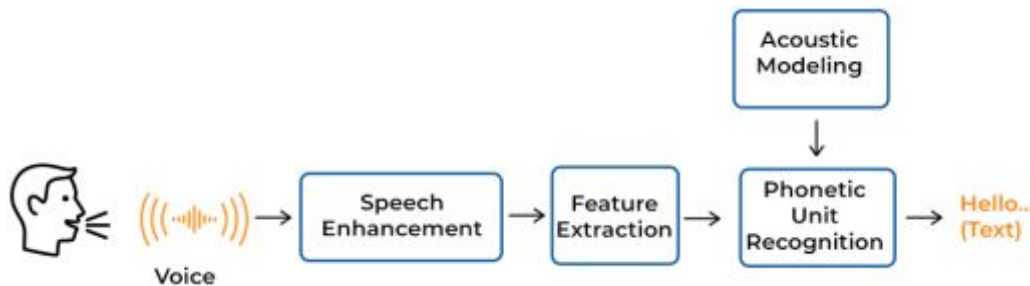 Acoustic
Modeling
Speech
Enhancement
Feature
Extraction
Phonetic
Unit
Recognition
Hello...
(Text)
Voice